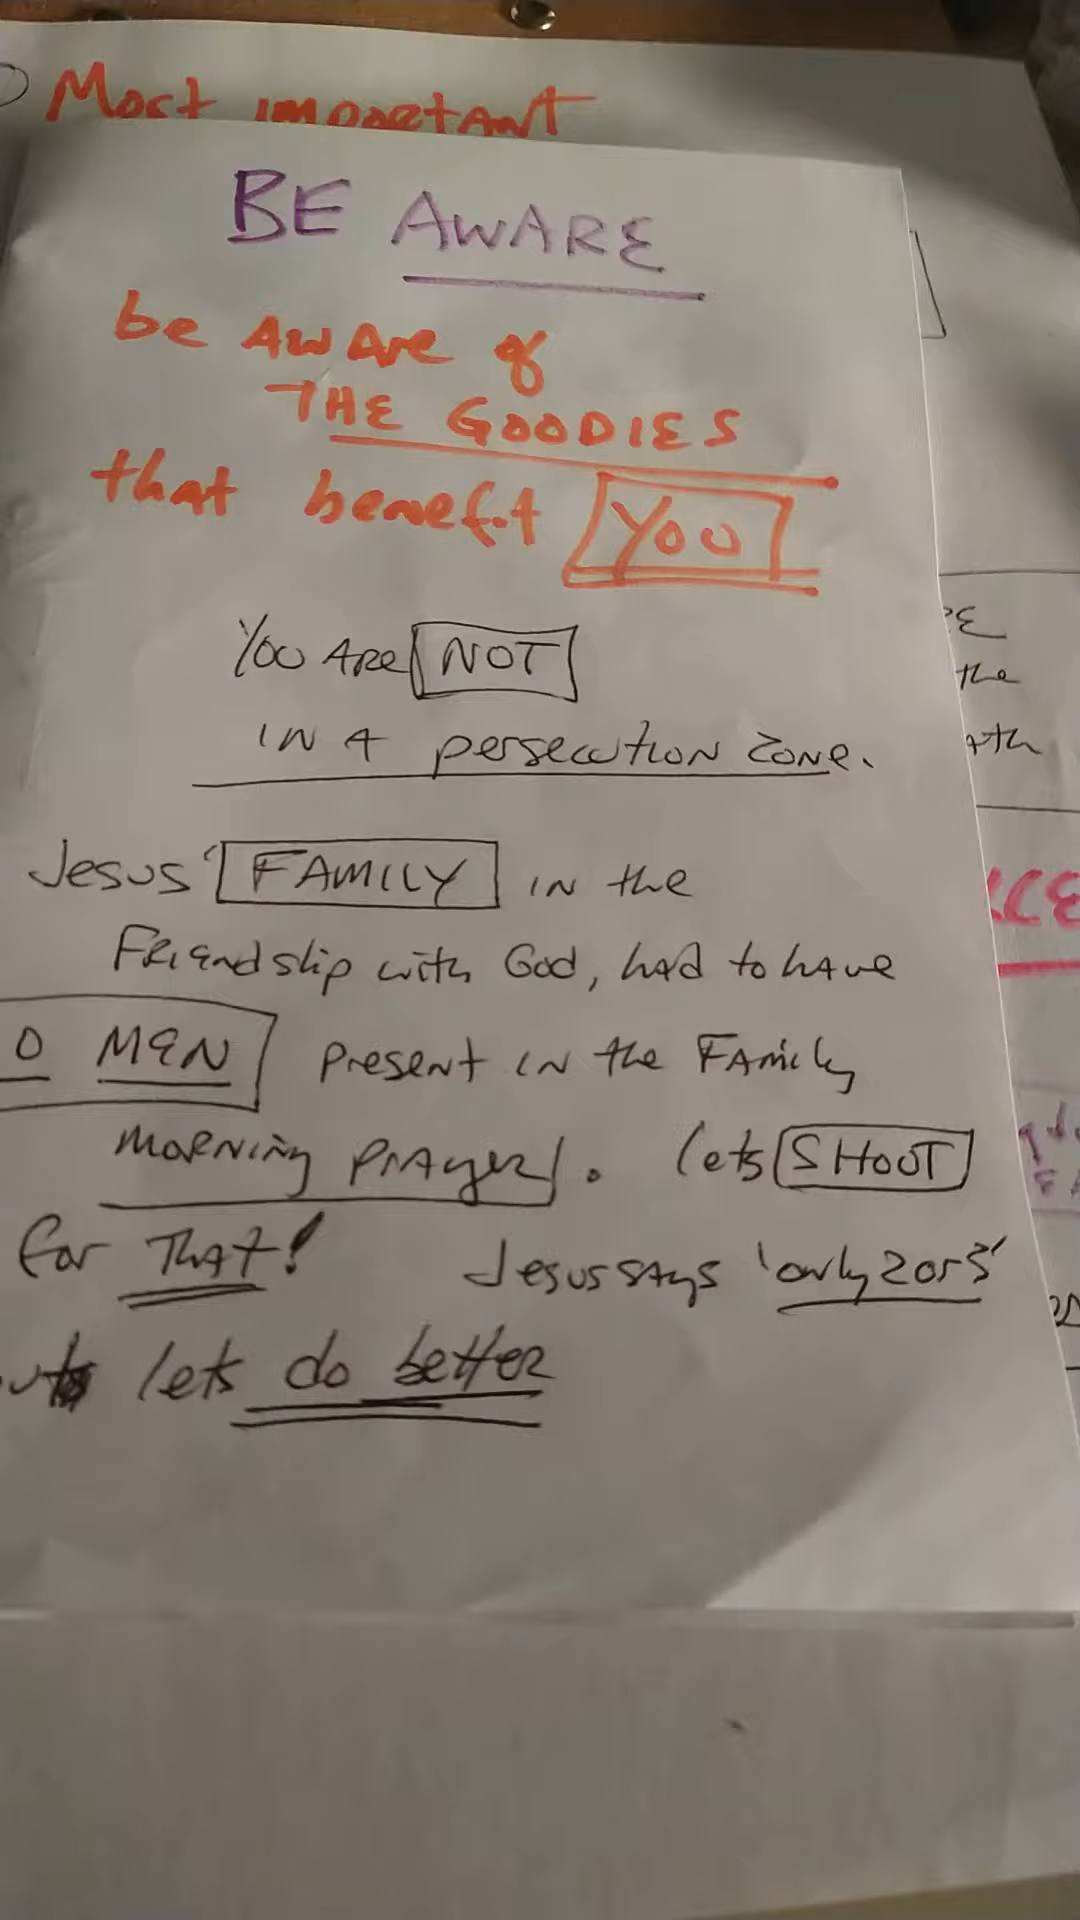 Most important
BE AWARE
be AWARE of
THE GOODIES
that benefit YOU
YOU ARE NOT
IN A persecution zone.
Jesus' FAMILY in the
Friendship with God, had to have
0 MEN present in the Family
morning prayer. lets SHOOT
for THAT! Jesus says 'only 2 or 3'
lets do better
the